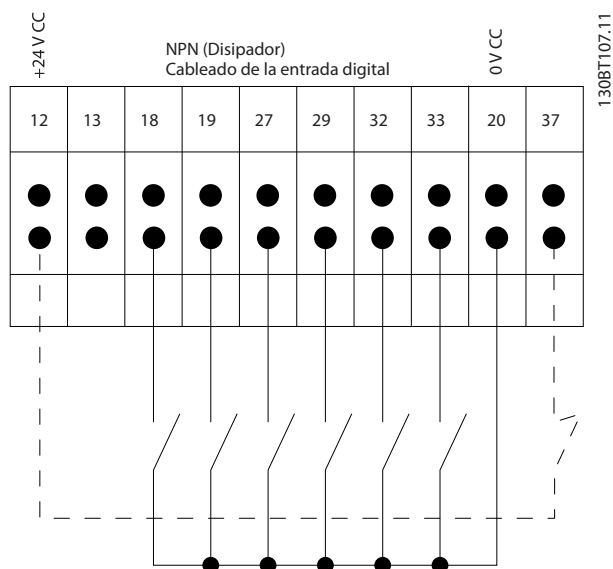 +24 V CC
NPN (Disipador)
Cableado de la entrada digital
0 V CC
130BT107.11
12 13 18 19 27 29 32 33 20 37